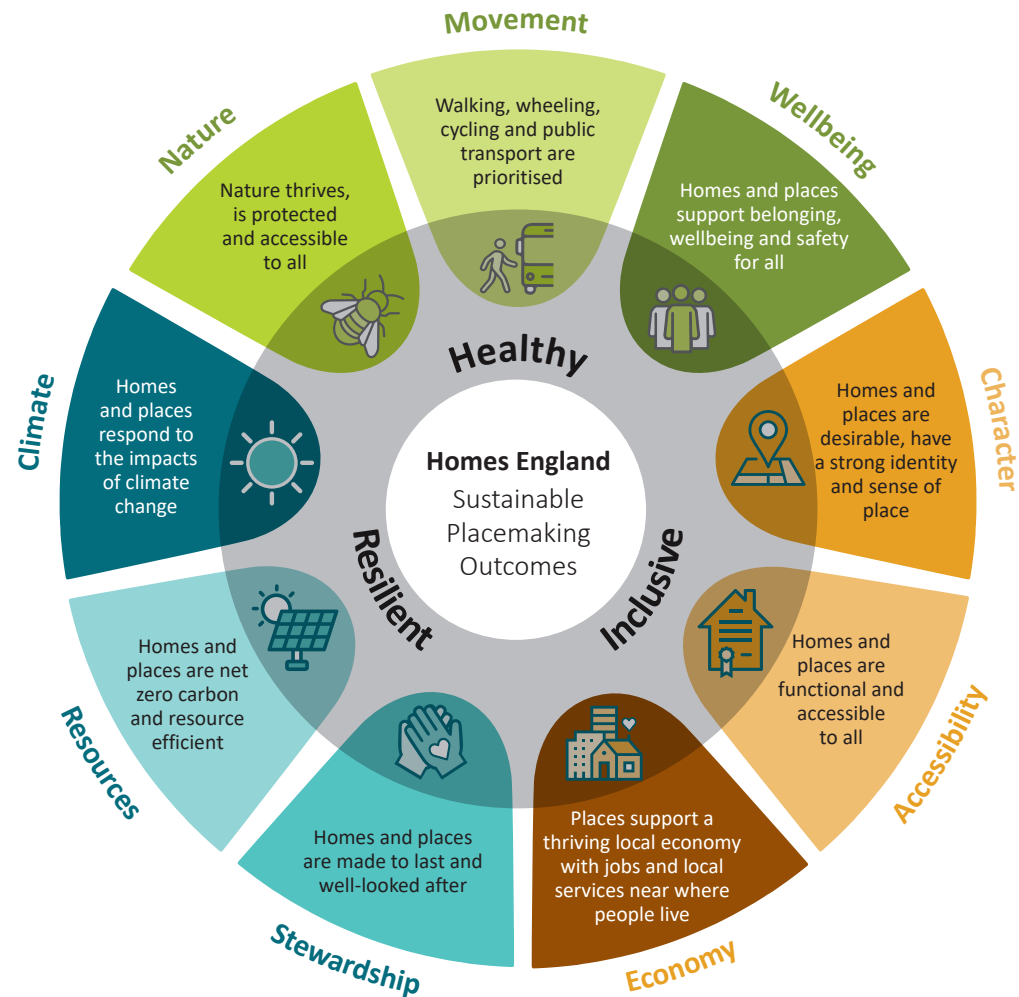 Movement
Walking, wheeling,
cycling and public
transport are
prioritised
Wellbeing
Homes and places
support belonging,
wellbeing and safety
for all
Character
Homes and
places are
desirable, have
a strong identity
and sense of
place
Accessibility
Homes and
places are
functional and
accessible
to all
Economy
Places support a
thriving local economy
with jobs and local
services near where
people live
Stewardship
Homes and places
are made to last and
well-looked after
Resources
Homes and
places are net
zero carbon
and resource
efficient
Climate
Homes
and places
respond to
the impacts
of climate
change
Nature
Nature thrives,
is protected
and accessible
to all
Healthy
Inclusive
Resilient
Homes England
Sustainable
Placemaking
Outcomes